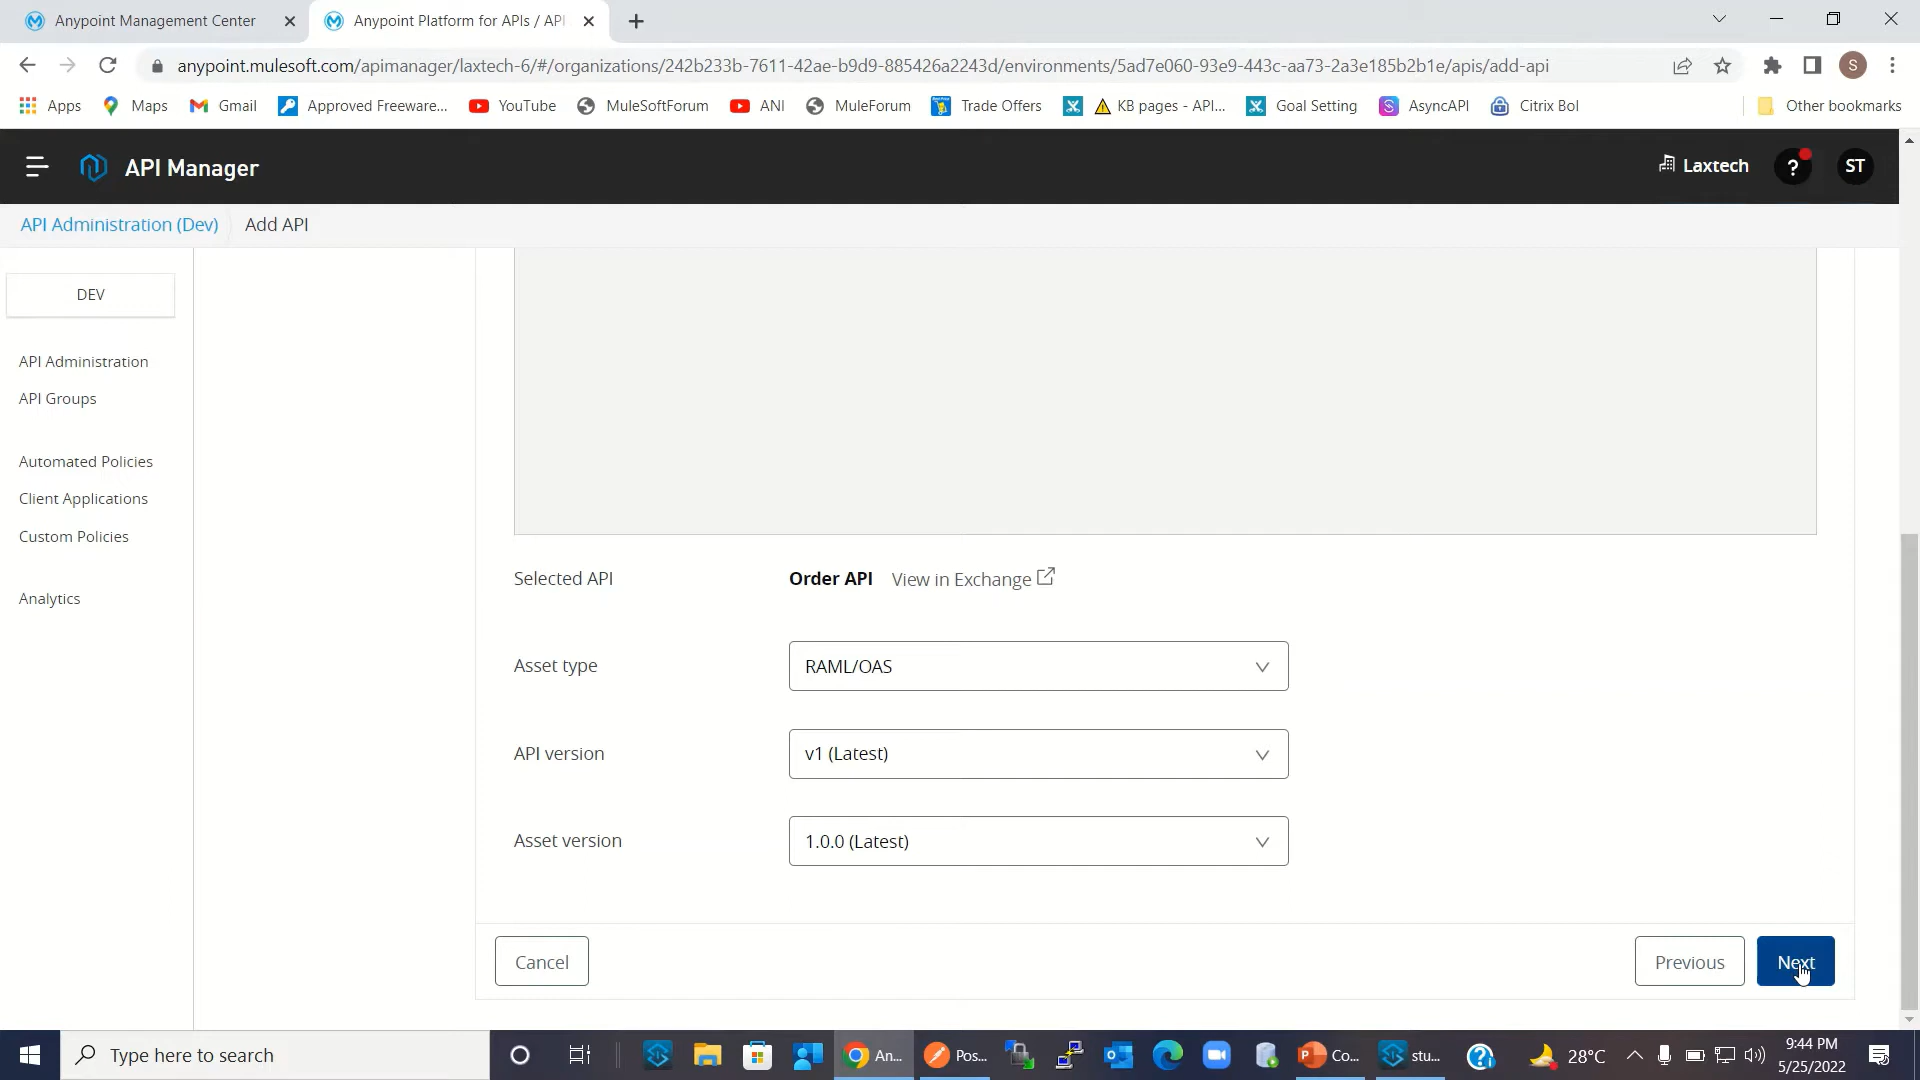 Anypoint Management Center
Anypoint Platform for APIs / API
anypoint.mulesoft.com/apimanager/laxtech-6/#/organizations/242b233b-7611-42ae-b9d9-885426a2243d/environments/5ad7e060-93e9-443c-aa73-2a3e185b2b1e/apis/add-api
S
Apps
Maps
Gmail
Approved Freeware...
YouTube
MuleSoftForum
ANI
MuleForum
Trade Offers
KB pages - API...
Goal Setting
AsyncAPI
Citrix Bol
Other bookmarks
API Manager
Laxtech
?
ST
API Administration (Dev)
Add API
DEV
API Administration
API Groups
Automated Policies
Client Applications
Custom Policies
Analytics
Selected API
Order API
View in Exchange
Asset type
RAML/OAS
API version
v1 (Latest)
Asset version
1.0.0 (Latest)
Cancel
Previous
Next
Type here to search
An...
Pos...
Co...
stu...
28°C
9:44 PM
5/25/2022